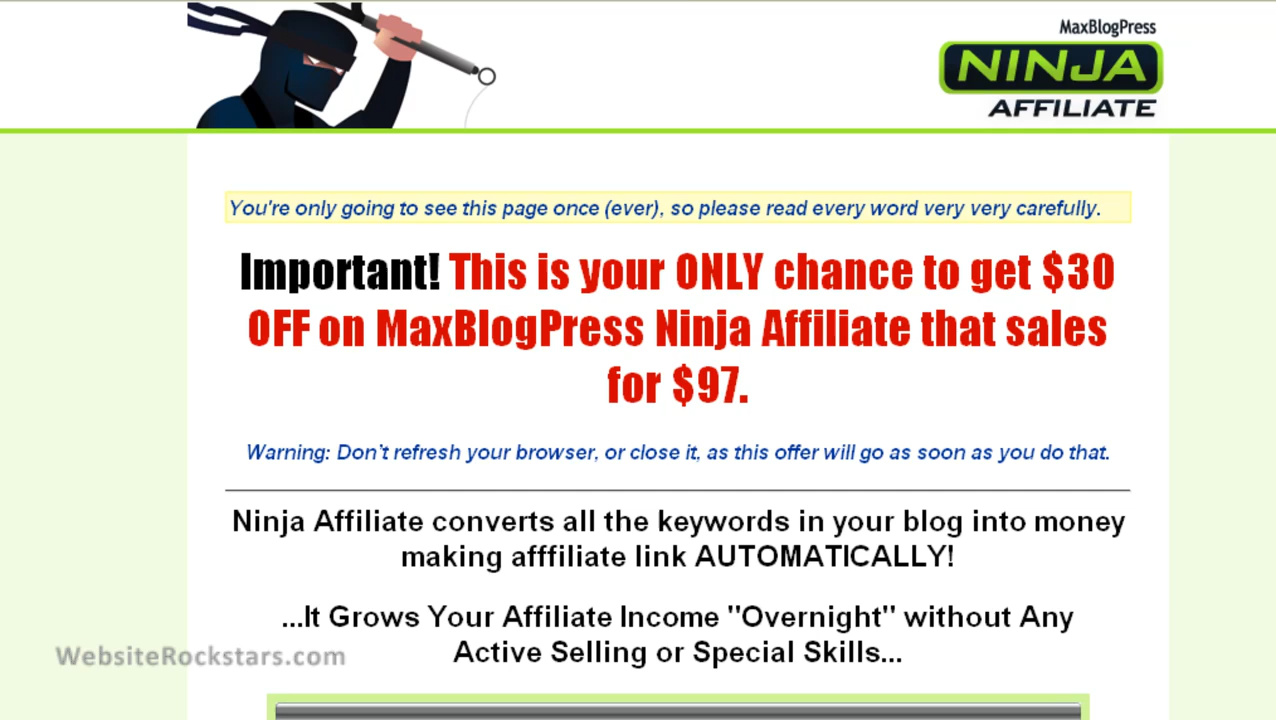 MaxBlogPress
NINJA
AFFILIATE
You're only going to see this page once (ever), so please read every word very very carefully.
Important! This is your ONLY chance to get $30
OFF on MaxBlogPress Ninja Affiliate that sales
for $97.
Warning: Don't refresh your browser, or close it, as this offer will go as soon as you do that.
Ninja Affiliate converts all the keywords in your blog into money
making afffiliate link AUTOMATICALLY!
...It Grows Your Affiliate Income "Overnight" without Any
Active Selling or Special Skills...
WebsiteRockstars.com